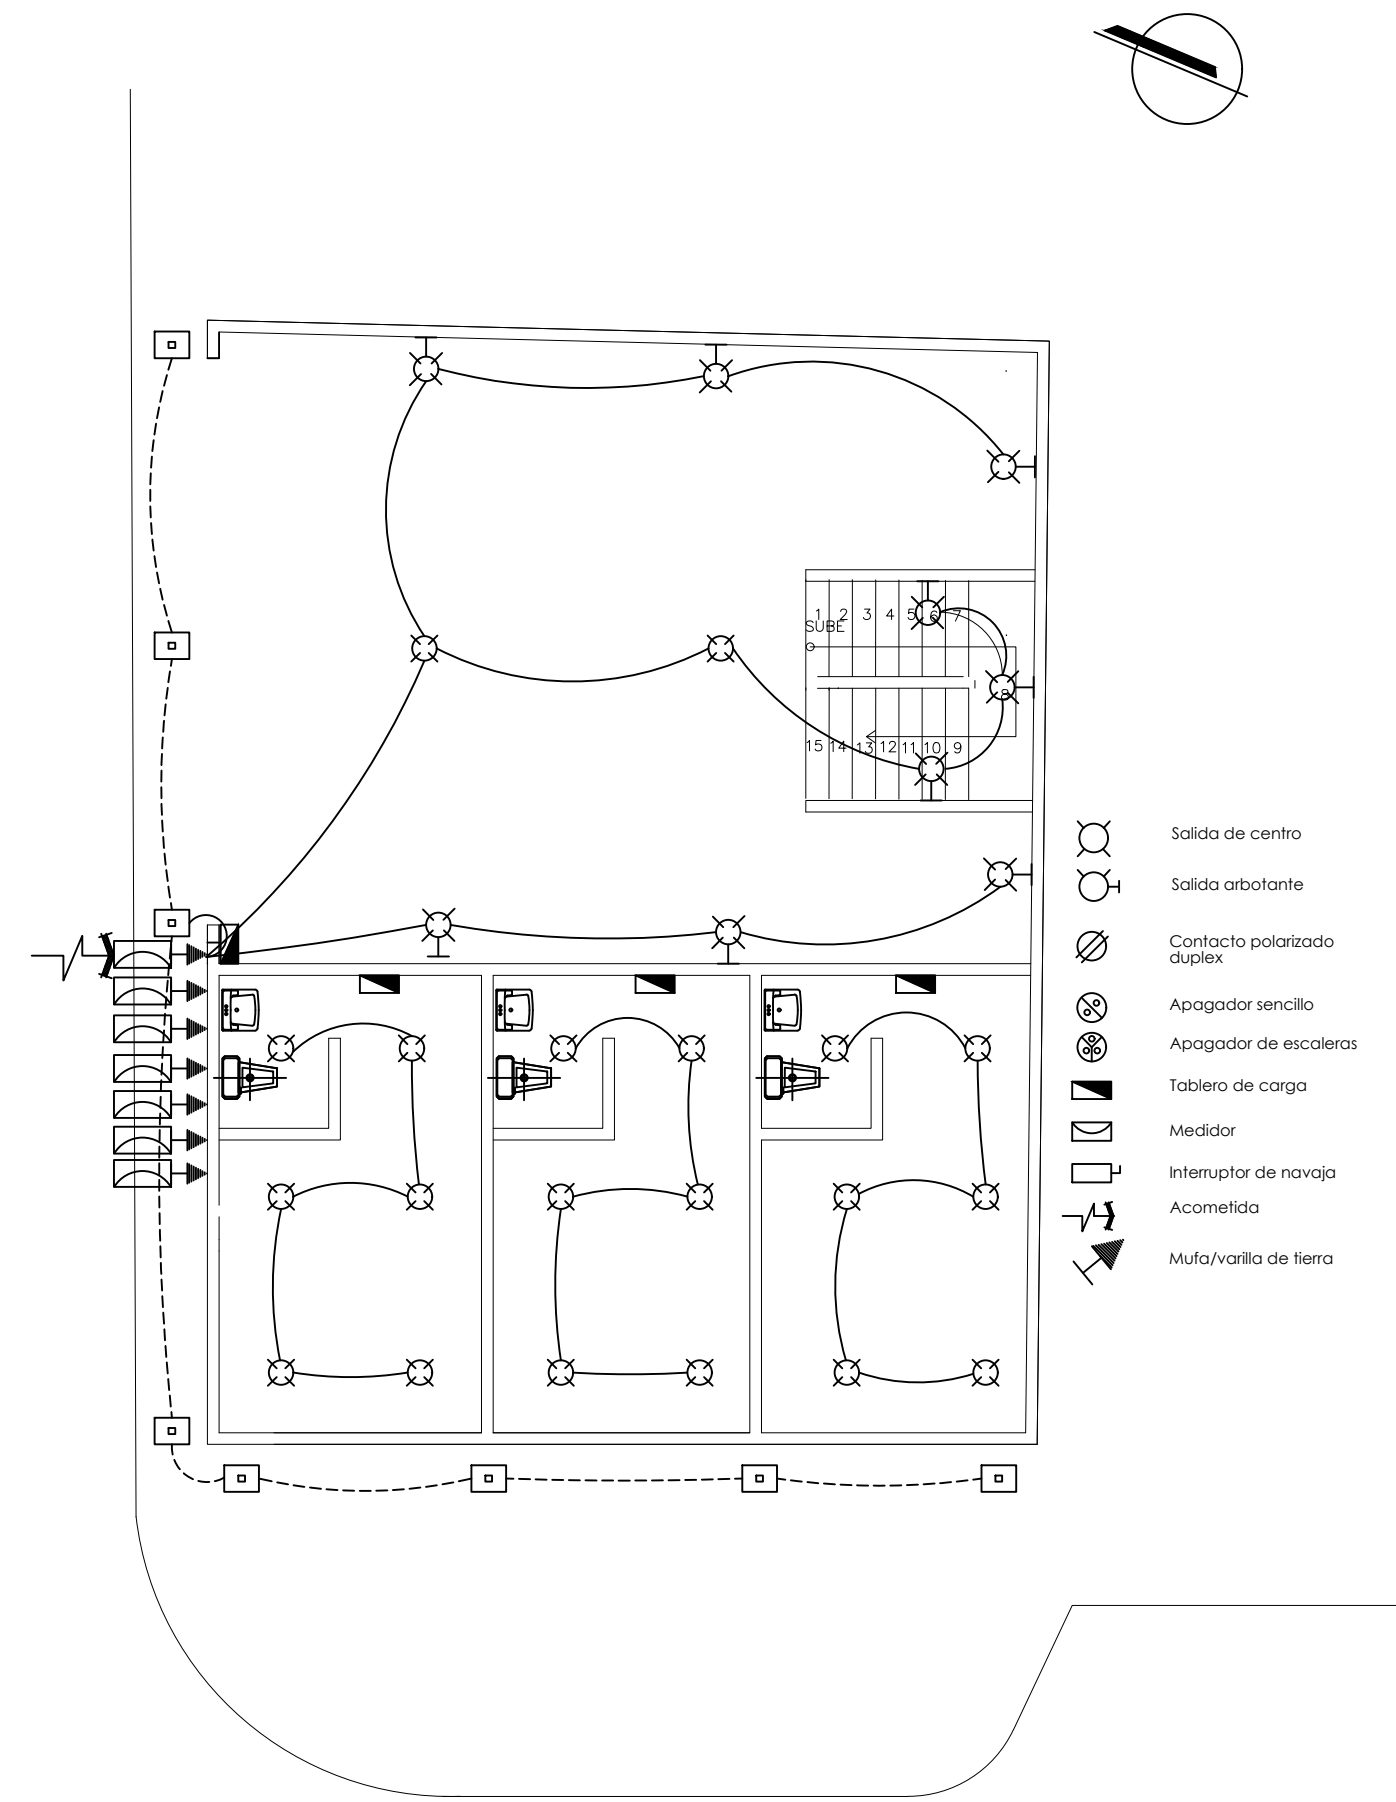 1 2 3 4 5 6 7
SUBE
8
15 14 13 12 11 10 9
Salida de centro
Salida arbotante
Contacto polarizado
duplex
Apagador sencillo
Apagador de escaleras
Tablero de carga
Medidor
Interruptor de navaja
Acometida
Mufa/varilla de tierra